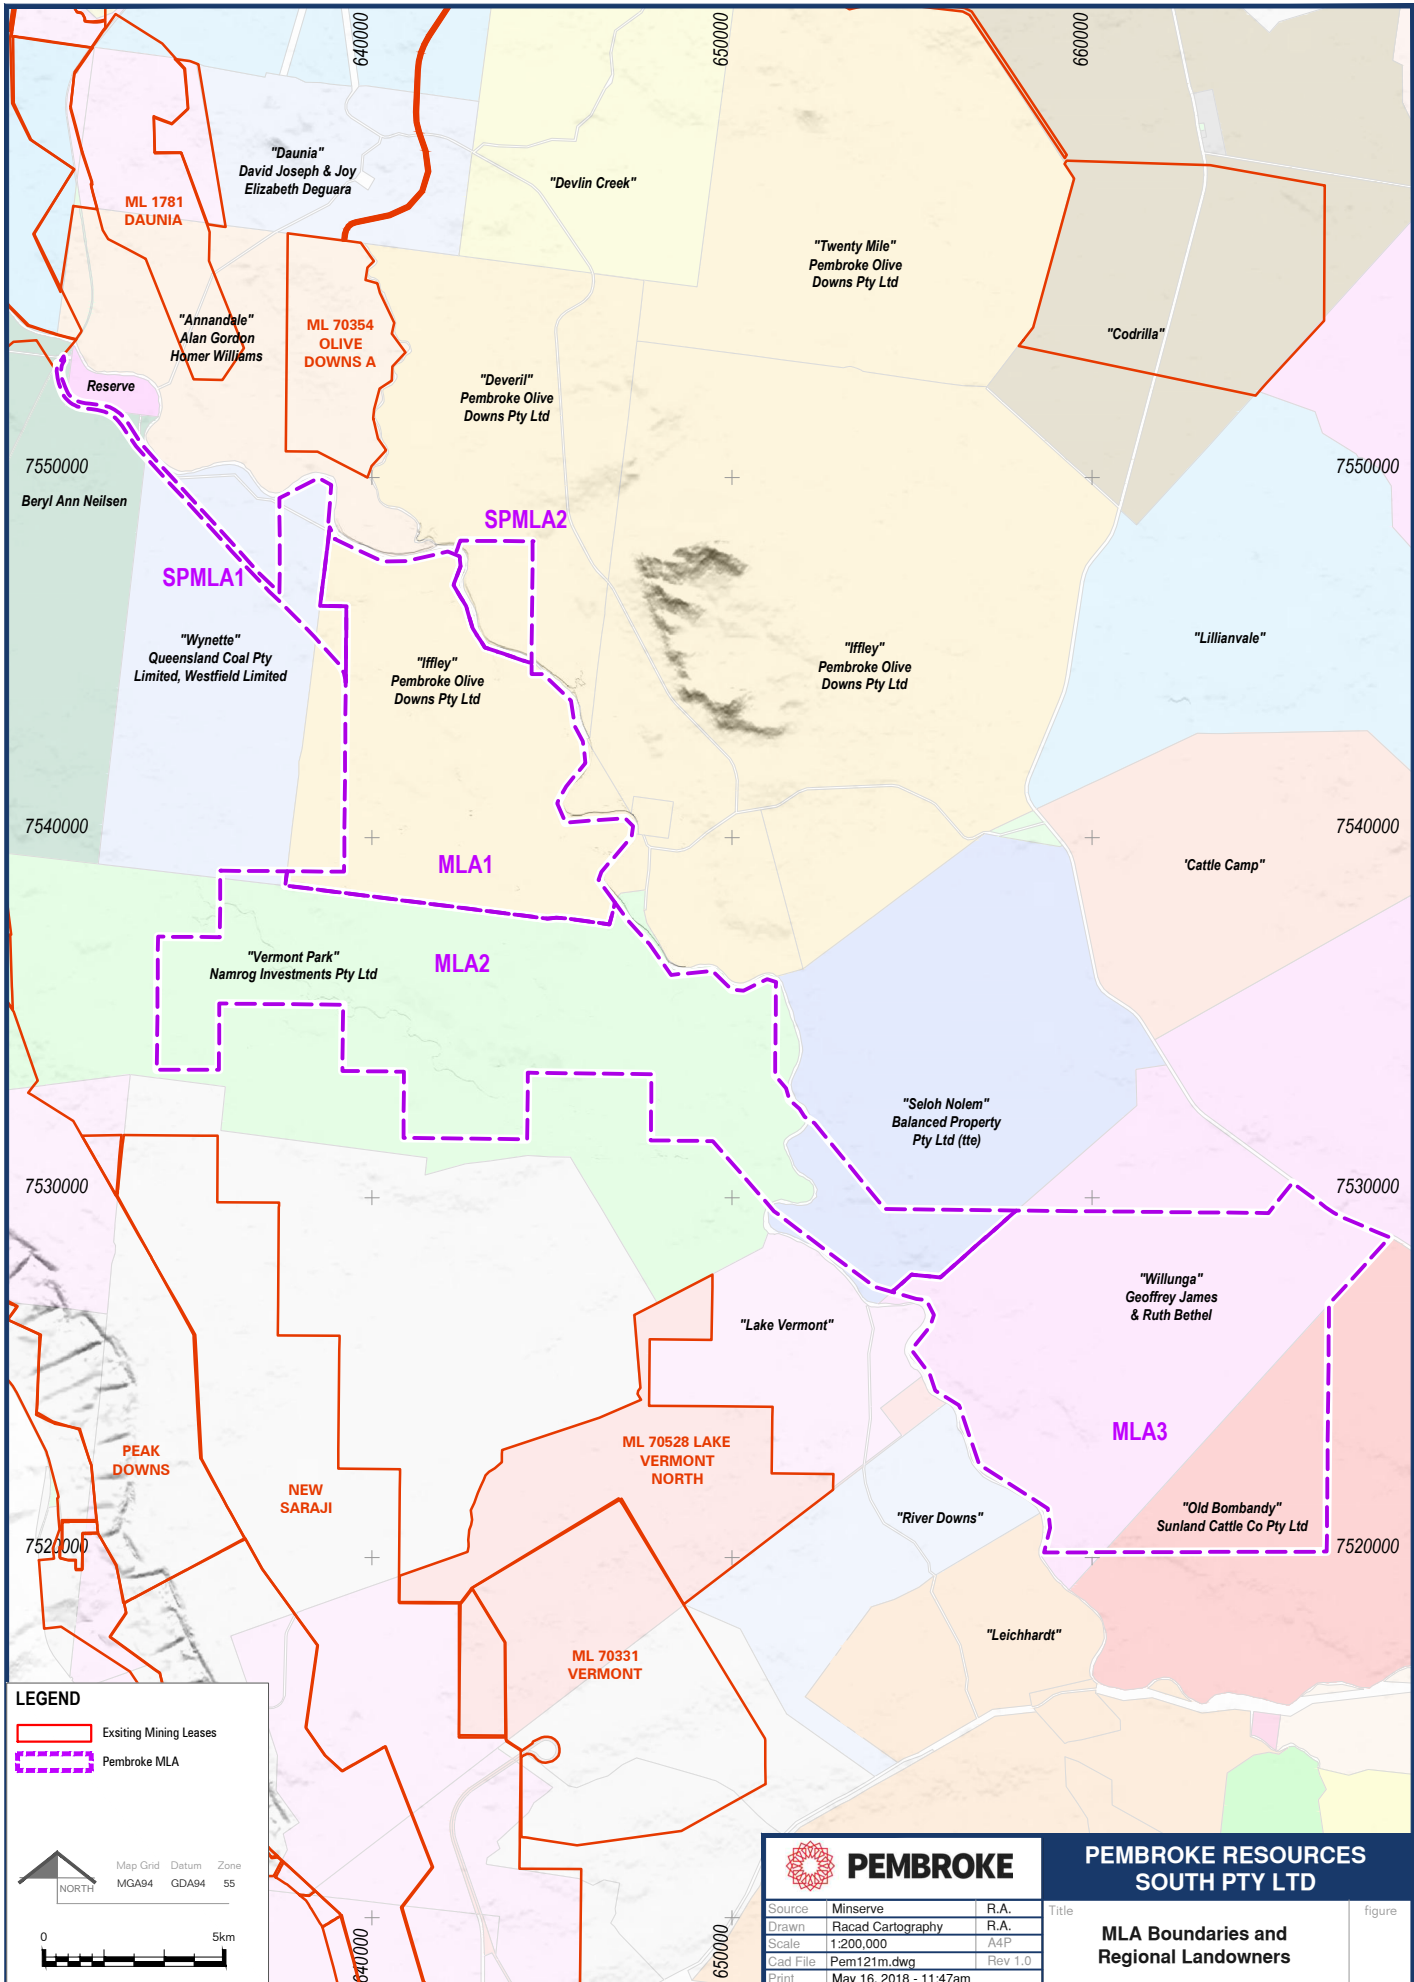 640000
650000
660000
"Daunia"
David Joseph & Joy
Elizabeth Deguara
"Devlin Creek"
ML 1781
DAUNIA
"Twenty Mile"
Pembroke Olive
Downs Pty Ltd
"Annandale"
Alan Gordon
Homer Williams
ML 70354
OLIVE
DOWNS A
"Codrilla"
Reserve
"Deveril"
Pembroke Olive
Downs Pty Ltd
7550000
7550000
Beryl Ann Neilsen
SPMLA2
SPMLA1
"Wynette"
Queensland Coal Pty
Limited, Westfield Limited
"Iffley"
Pembroke Olive
Downs Pty Ltd
"Iffley"
Pembroke Olive
Downs Pty Ltd
"Lillianvale"
7540000
7540000
MLA1
'Cattle Camp"
"Vermont Park"
Namrog Investments Pty Ltd
MLA2
"Seloh Nolem"
Balanced Property
Pty Ltd (tte)
7530000
7530000
"Willunga"
Geoffrey James
& Ruth Bethel
"Lake Vermont"
MLA3
PEAK
DOWNS
NEW
SARAJI
ML 70528 LAKE
VERMONT
NORTH
"River Downs"
"Old Bombandy"
Sunland Cattle Co Pty Ltd
7520000
7520000
"Leichhardt"
ML 70331
VERMONT
LEGEND
Exsiting Mining Leases
Pembroke MLA
NORTH
Map Grid Datum Zone
MGA94 GDA94 55
0 5km
640000
650000
PEMBROKE
PEMBROKE RESOURCES
SOUTH PTY LTD
Source Minserve R.A.
Drawn Racad Cartography R.A.
Scale 1:200,000 A4P
Cad File Pem121m.dwg Rev 1.0
Print May 16, 2018 - 11:47am
Title
MLA Boundaries and
Regional Landowners
figure